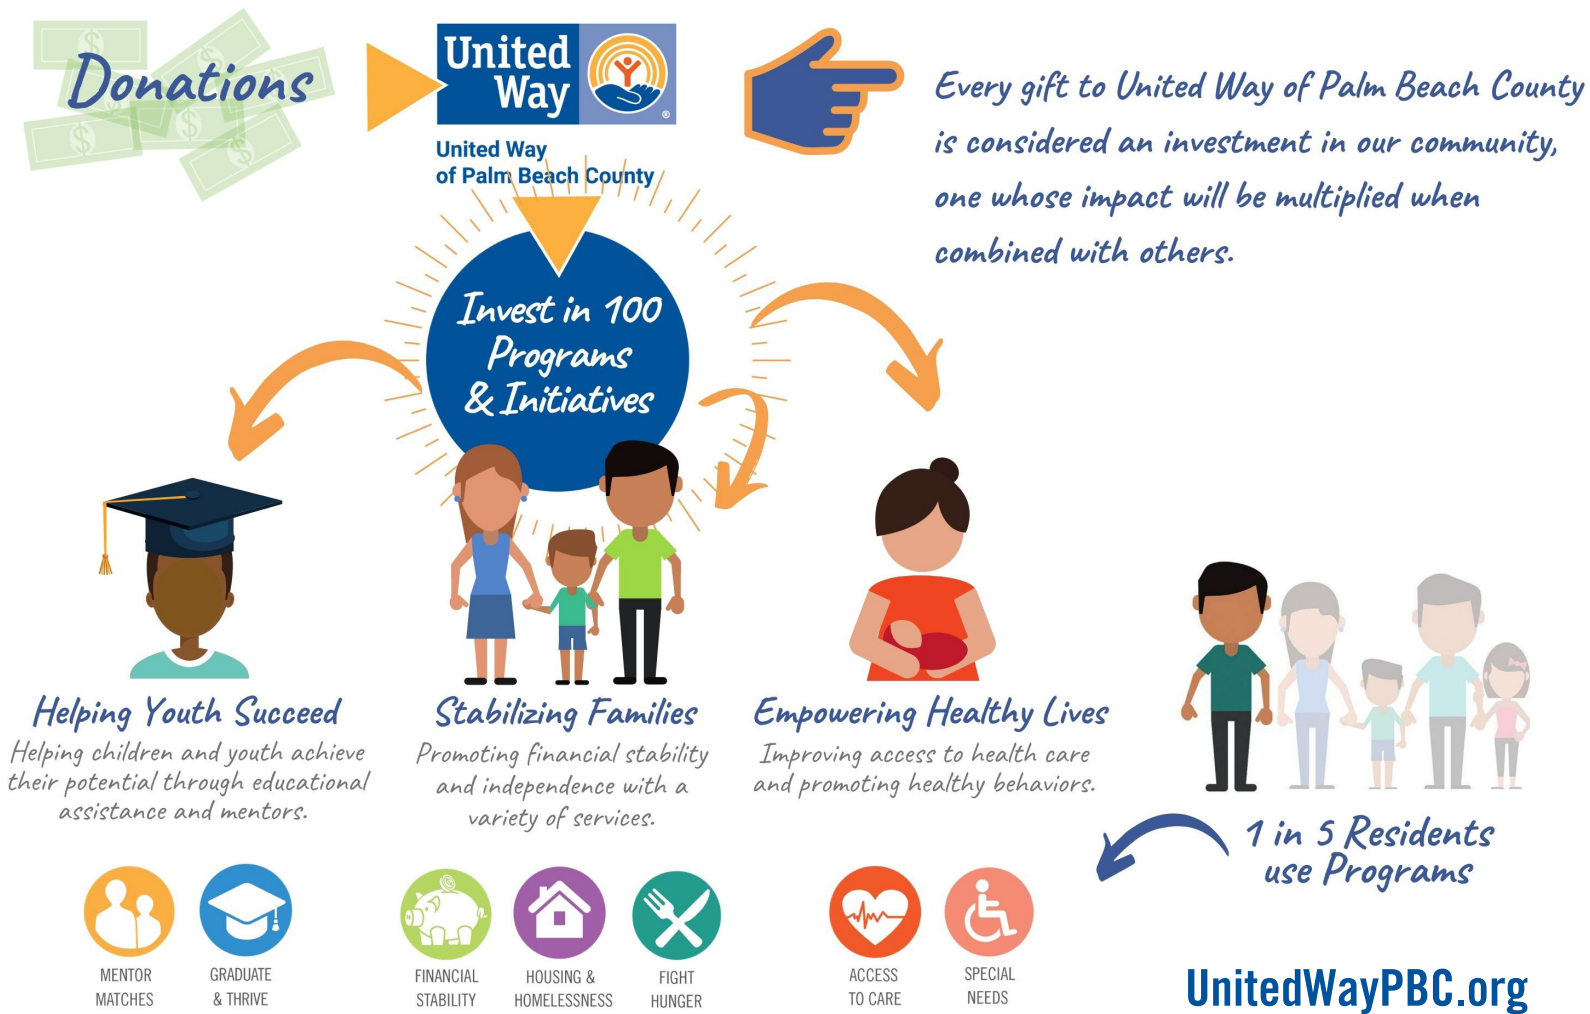 Donations
United
Way
®
United Way
of Palm Beach County
Every gift to United Way of Palm Beach County
is considered an investment in our community,
one whose impact will be multiplied when
combined with others.
Invest in 100
Programs
& Initiatives
Helping Youth Succeed
Helping children and youth achieve
their potential through educational
assistance and mentors.
MENTOR
MATCHES
GRADUATE
& THRIVE
Stabilizing Families
Promoting financial stability
and independence with a
variety of services.
FINANCIAL
STABILITY
HOUSING &
HOMELESSNESS
FIGHT
HUNGER
Empowering Healthy Lives
Improving access to health care
and promoting healthy behaviors.
ACCESS
TO CARE
SPECIAL
NEEDS
1 in 5 Residents
use Programs
UnitedWayPBC.org